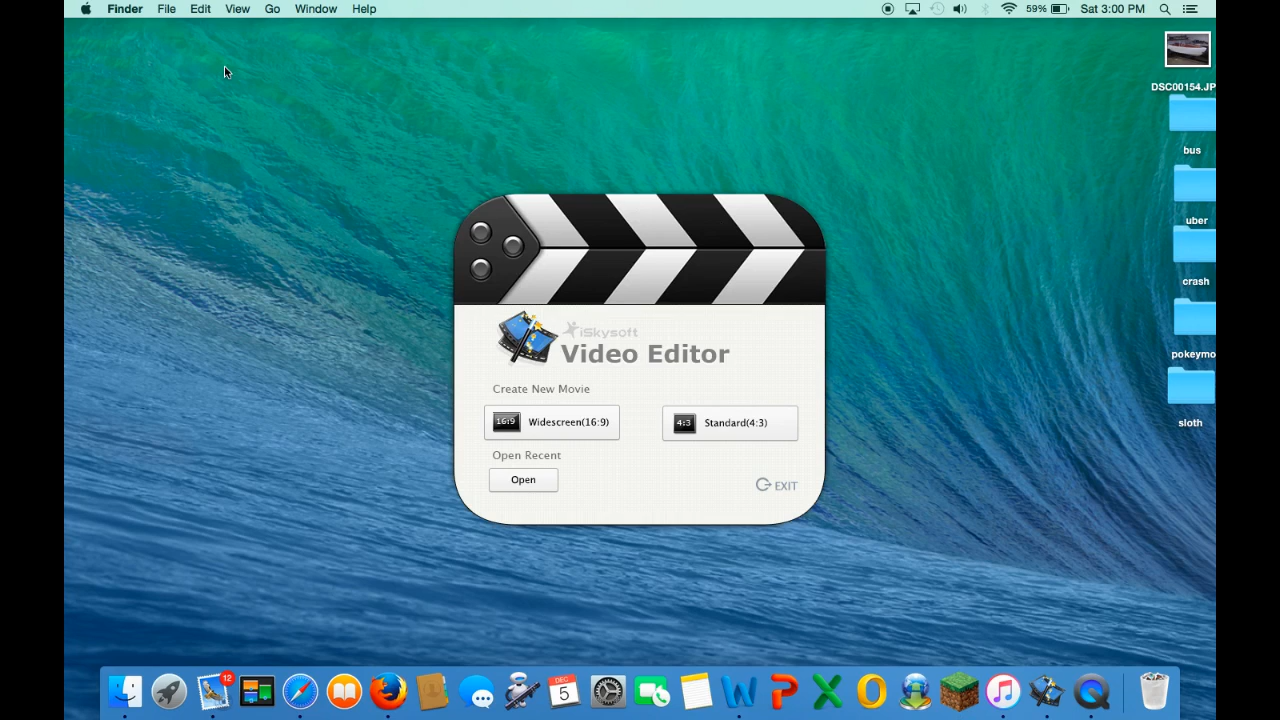 Finder File Edit View Go Window Help 59% Sat 3:00 PM
DSC00154.JP
bus
uber
crash
pokeymo
sloth
iSkysoft
Video Editor
Create New Movie
16:9 Widescreen(16:9) 4:3 Standard(4:3)
Open Recent
Open
EXIT
12
DEC
5